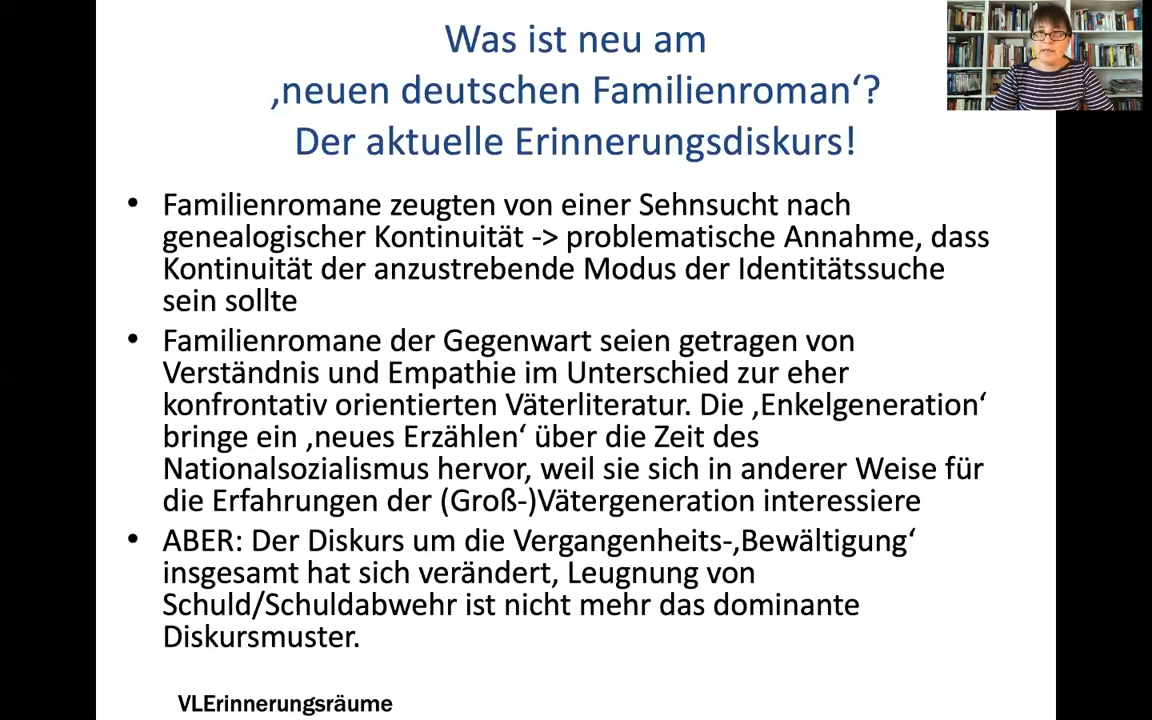 Was ist neu am
‚neuen deutschen Familienroman‘?
Der aktuelle Erinnerungsdiskurs!
• Familienromane zeugten von einer Sehnsucht nach
genealogischer Kontinuität -> problematische Annahme, dass
Kontinuität der anzustrebende Modus der Identitätssuche
sein sollte
• Familienromane der Gegenwart seien getragen von
Verständnis und Empathie im Unterschied zur eher
konfrontativ orientierten Väterliteratur. Die ‚Enkelgeneration‘
bringe ein ‚neues Erzählen‘ über die Zeit des
Nationalsozialismus hervor, weil sie sich in anderer Weise für
die Erfahrungen der (Groß-)Vätergeneration interessiere
• ABER: Der Diskurs um die Vergangenheits-‚Bewältigung‘
insgesamt hat sich verändert, Leugnung von
Schuld/Schuldabwehr ist nicht mehr das dominante
Diskursmuster.
VLErinnerungsräume